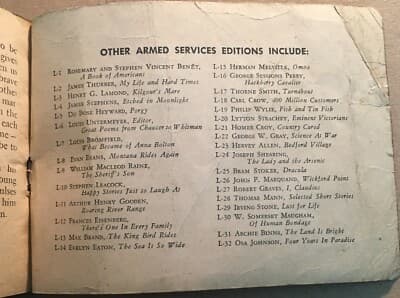 o be
gives
us
rave
her
man
OTHER ARMED SERVICES EDITIONS INCLUDE:
L-1 ROSEMARY AND STEPHEN VINCENT BENÉT,
A Book of Americans
L-2 JAMES THURBER, My Life and Hard Times
L-3 HENRY G. LAMOND, Kilgour's Mare
L-4 JAMES STEPHENS, Etched in Moonlight
L-5 DU BOSE HEYWARD, Porgy
L-6 LOUIS UNTERMEYER, Editor,
Great Poems from Chaucer to Whitman
L-7 LOUIS BROMFIELD,
What Became of Anna Bolton
L-8 EVAN EVANS, Montana Rides Again
L-9 WILLIAM MACLEOD RAINE,
The Sheriff's Son
L-10 STEPHEN LEACOCK,
Happy Stories Just to Laugh At
L-11 ARTHUR HENRY GOODEN,
Roaring River Range
L-12 FRANCES EISENBERG,
There's One In Every Family
L-13 MAX BRAND, The King Bird Rides
L-14 EVELYN EATON, The Sea Is So Wide
L-15 HERMAN MELVILLE, Omoo
L-16 GEORGE SESSIONS PERRY,
Hackberry Cavalier
L-17 THORNE SMITH, Turnabout
L-18 CARL CROW, 400 Million Customers
L-19 PHILIP WYLIE, Fish and Tin Fish
L-20 LYTTON STRACHEY, Eminent Victorians
L-21 HOMER CROY, Country Cured
L-22 GEORGE W. GRAY, Science At War
L-23 HERVEY ALLEN, Bedford Village
L-24 JOSEPH SHEARING,
The Lady and the Arsenic
L-25 BRAM STOKER, Dracula
L-26 JOHN P. MARQUAND, Wickford Point
L-27 ROBERT GRAVES, I, Claudius
L-28 THOMAS MANN, Selected Short Stories
L-29 IRVING STONE, Lust for Life
L-30 W. SOMERSET MAUGHAM,
Of Human Bondage
L-31 ARCHIE BINNS, The Land Is Bright
L-32 OSA JOHNSON, Four Years In Paradise